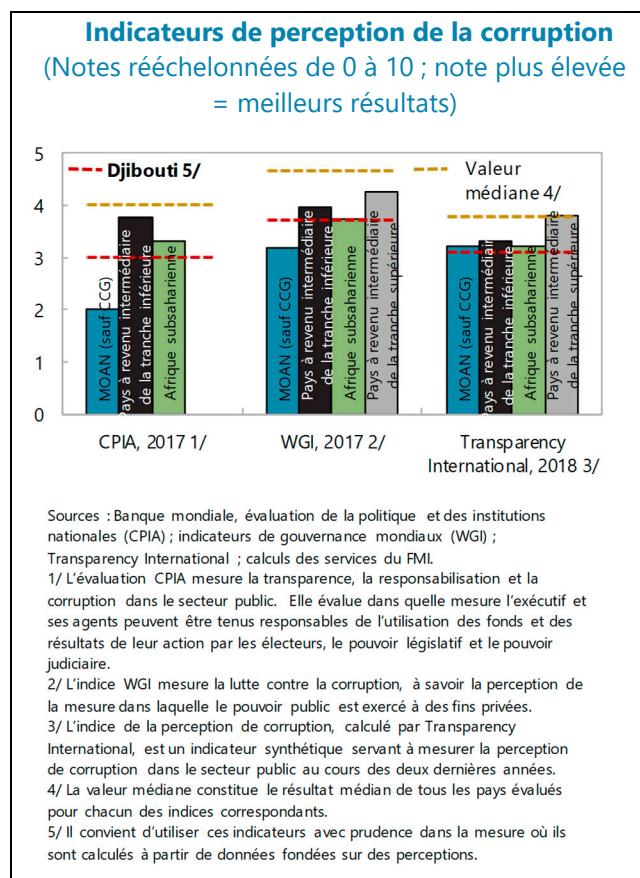 Indicateurs de perception de la corruption
(Notes rééchelonnées de 0 à 10 ; note plus élevée
= meilleurs résultats)
5
4
3
2
1
0
Djibouti 5/
Valeur
médiane 4/
MOAN (sauf CCG)
Pays à revenu intermédiaire
de la tranche inférieure
Afrique subsaharienne
MOAN (sauf CCG)
Pays à revenu intermédiaire
de la tranche inférieure
Afrique subsaharienne
Pays à revenu intermédiaire
de la tranche supérieure
MOAN (sauf CCG)
Pays à revenu intermédiaire
de la tranche inférieure
Afrique subsaharienne
Pays à revenu intermédiaire
de la tranche supérieure
CPIA, 2017 1/
WGI, 2017 2/
Transparency
International, 2018 3/
Sources : Banque mondiale, évaluation de la politique et des institutions
nationales (CPIA) ; indicateurs de gouvernance mondiaux (WGI) ;
Transparency International ; calculs des services du FMI.
1/ L'évaluation CPIA mesure la transparence, la responsabilisation et la
corruption dans le secteur public. Elle évalue dans quelle mesure l'exécutif et
ses agents peuvent être tenus responsables de l'utilisation des fonds et des
résultats de leur action par les électeurs, le pouvoir législatif et le pouvoir
judiciaire.
2/ L'indice WGI mesure la lutte contre la corruption, à savoir la perception de
la mesure dans laquelle le pouvoir public est exercé à des fins privées.
3/ L'indice de la perception de corruption, calculé par Transparency
International, est un indicateur synthétique servant à mesurer la perception
de corruption dans le secteur public au cours des deux dernières années.
4/ La valeur médiane constitue le résultat médian de tous les pays évalués
pour chacun des indices correspondants.
5/ Il convient d'utiliser ces indicateurs avec prudence dans la mesure où ils
sont calculés à partir de données fondées sur des perceptions.